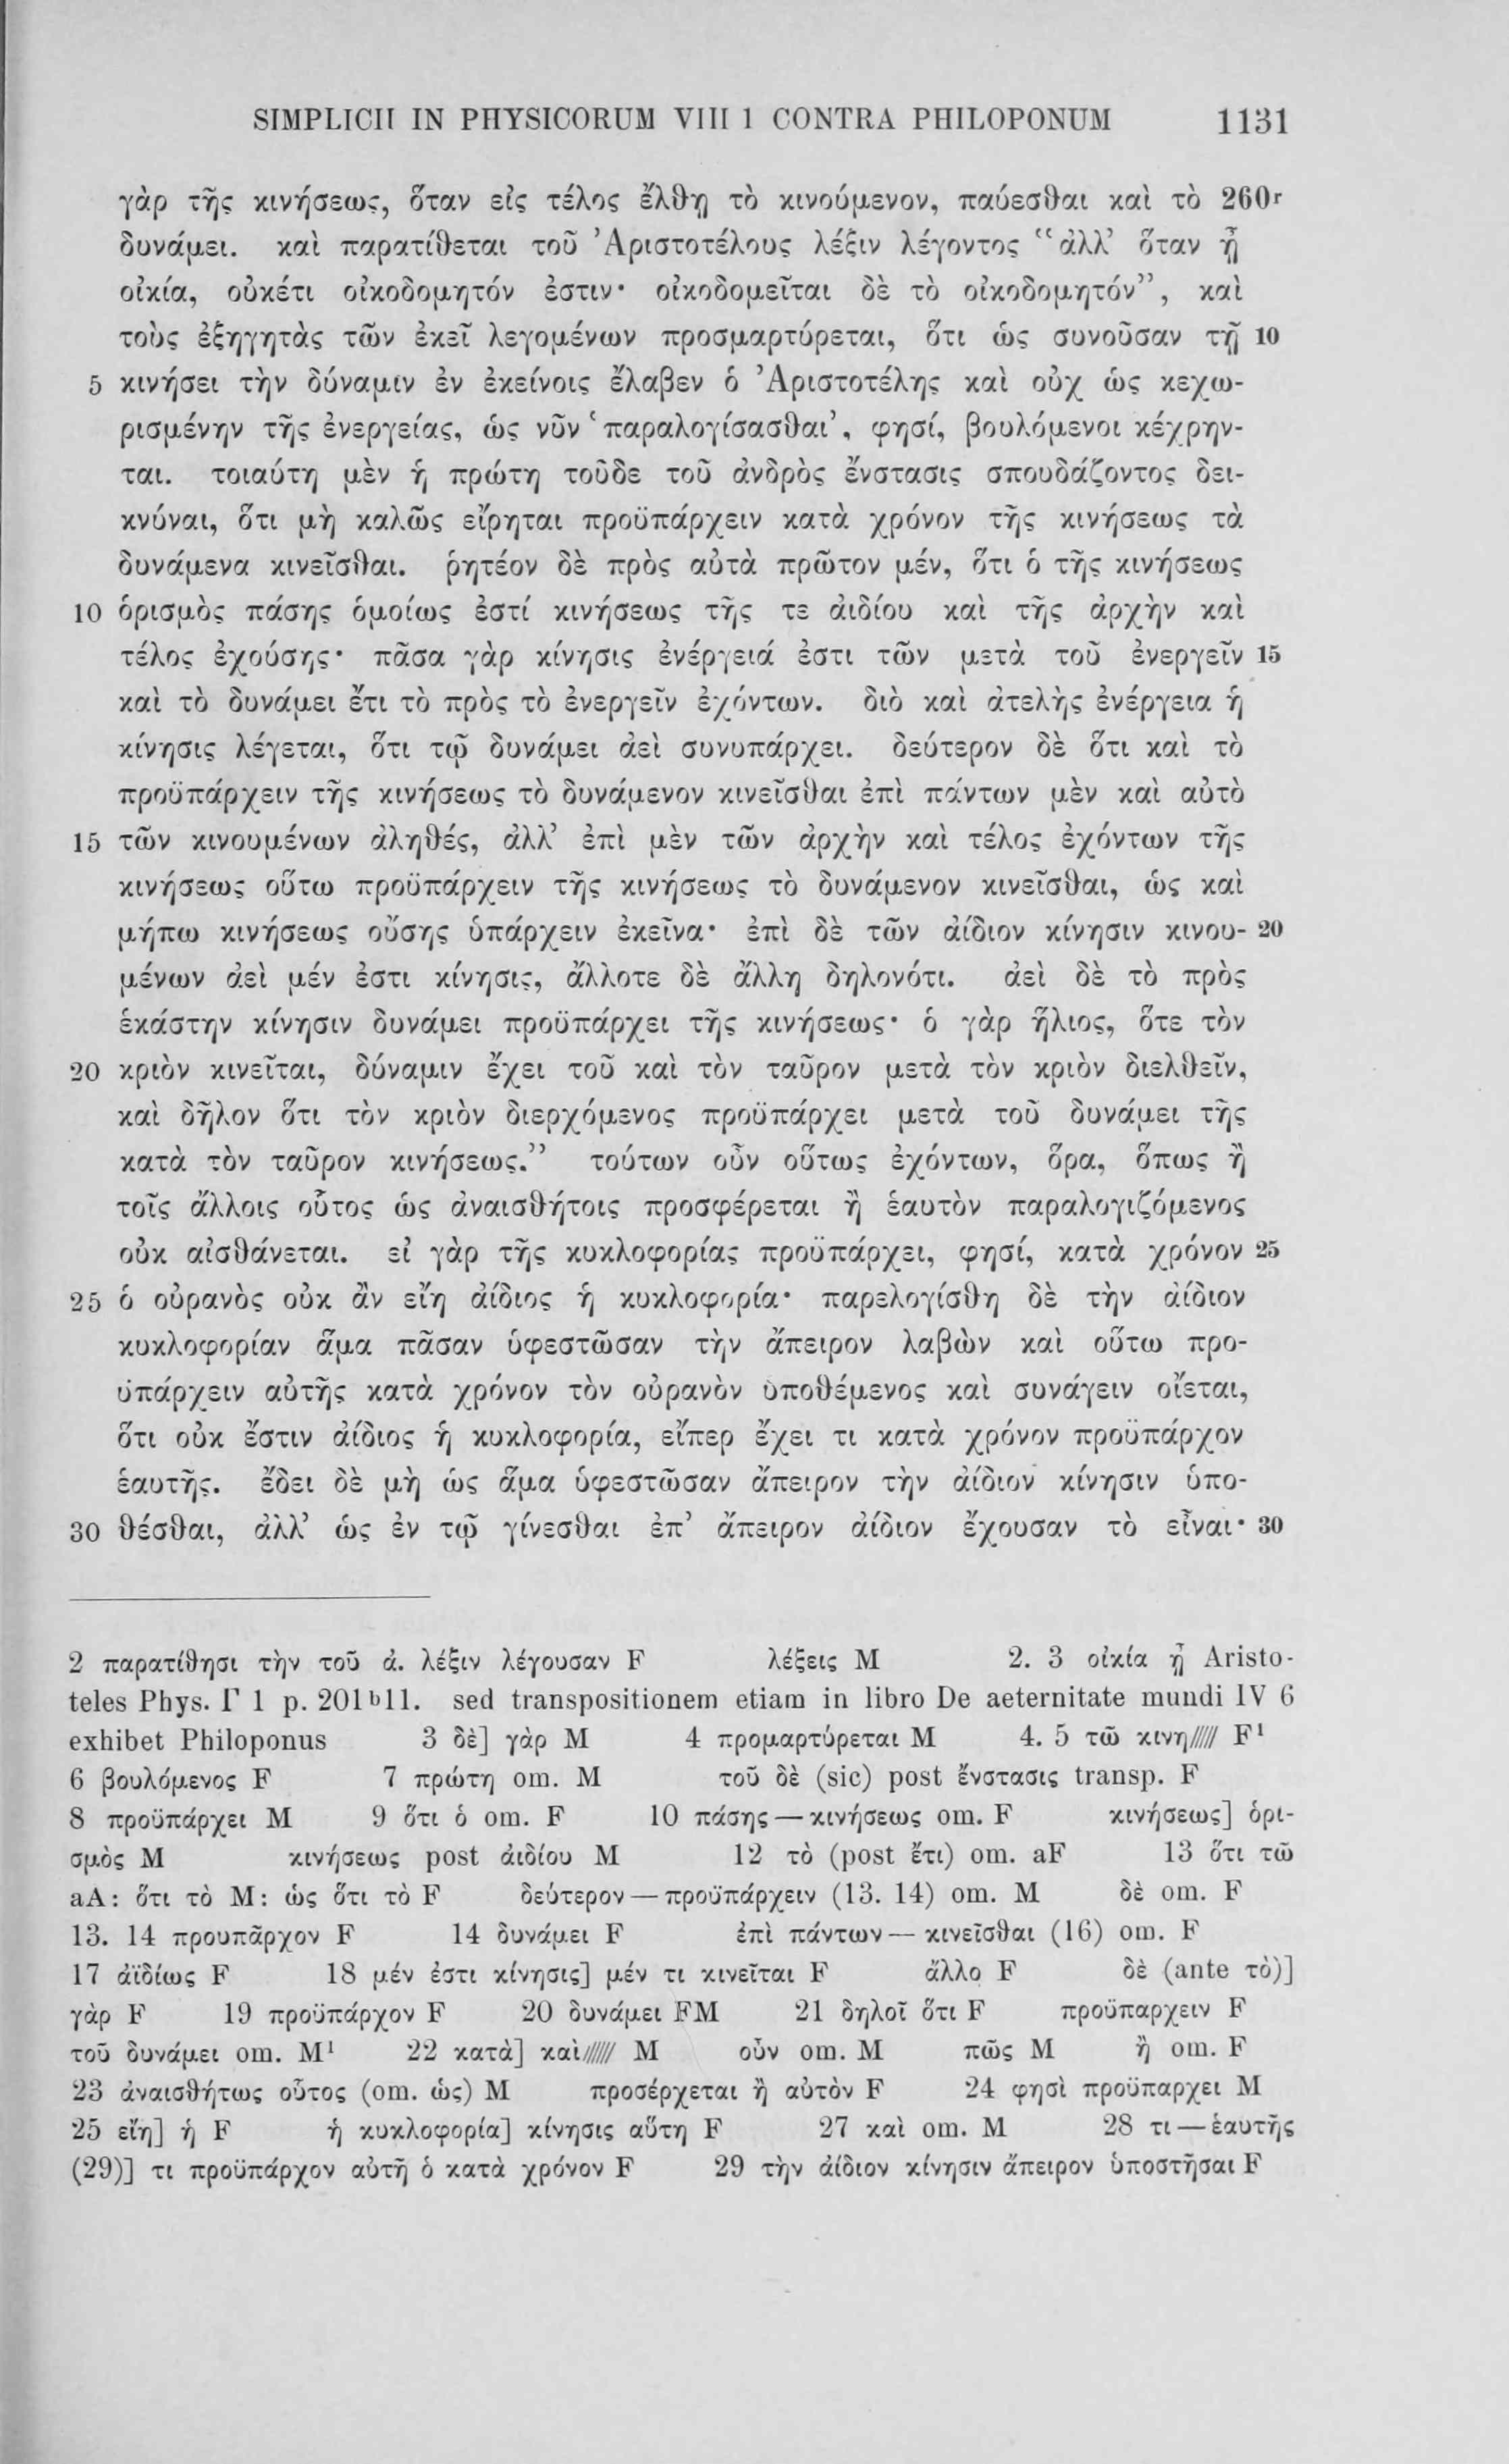 SIMPLICII IN PHYSICORUM VIII 1 CONTRA PHILOPONUM 1131
γὰρ τῆς κινήσεως, ὅταν εἰς τέλος ἔλθῃ τὸ κινούμενον, παύεσθαι καὶ τὸ 260r
δυνάμει. καὶ παρατίθεται τοῦ Ἀριστοτέλους λέξιν λέγοντος “ἀλλ’ ὅταν ᾖ
οἰκία, οὐκέτι οἰκοδομητόν ἐστιν· οἰκοδομεῖται δὲ τὸ οἰκοδομητόν”, καὶ
τοὺς ἐξηγητὰς τῶν ἐκεῖ λεγομένων προσμαρτύρεται, ὅτι ὡς συνοῦσαν τῇ 10
5 κινήσει τὴν δύναμιν ἐν ἐκείνοις ἔλαβεν ὁ Ἀριστοτέλης καὶ οὐχ ὡς κεχω-
ρισμένην τῆς ἐνεργείας, ὡς νῦν ‘παραλογίσασθαι’, φησί, βουλόμενοι κέχρην-
ται. τοιαύτη μὲν ἡ πρώτη τοῦδε τοῦ ἀνδρὸς ἔνστασις σπουδάζοντος δει-
κνύναι, ὅτι μὴ καλῶς εἴρηται προϋπάρχειν κατὰ χρόνον τῆς κινήσεως τὰ
δυνάμενα κινεῖσθαι. ῥητέον δὲ πρὸς αὐτὰ πρῶτον μέν, ὅτι ὁ τῆς κινήσεως
10 ὁρισμὸς πάσης ὁμοίως ἐστί κινήσεως τῆς τε ἀιδίου καὶ τῆς ἀρχὴν καὶ
τέλος ἐχούσης· πᾶσα γὰρ κίνησις ἐνέργειά ἐστι τῶν μετὰ τοῦ ἐνεργεῖν 15
καὶ τὸ δυνάμει ἔτι τὸ πρὸς τὸ ἐνεργεῖν ἐχόντων. διὸ καὶ ἀτελὴς ἐνέργεια ἡ
κίνησις λέγεται, ὅτι τῷ δυνάμει ἀεὶ συνυπάρχει. δεύτερον δὲ ὅτι καὶ τὸ
προϋπάρχειν τῆς κινήσεως τὸ δυνάμενον κινεῖσθαι ἐπὶ πάντων μὲν καὶ αὐτὸ
15 τῶν κινουμένων ἀληθές, ἀλλ’ ἐπὶ μὲν τῶν ἀρχὴν καὶ τέλος ἐχόντων τῆς
κινήσεως οὕτω προϋπάρχειν τῆς κινήσεως τὸ δυνάμενον κινεῖσθαι, ὡς καὶ
μήπω κινήσεως οὔσης ὑπάρχειν ἐκεῖνα· ἐπὶ δὲ τῶν ἀίδιον κίνησιν κινου- 20
μένων ἀεὶ μέν ἐστι κίνησις, ἄλλοτε δὲ ἄλλη δηλονότι. ἀεὶ δὲ τὸ πρὸς
ἑκάστην κίνησιν δυνάμει προϋπάρχει τῆς κινήσεως· ὁ γὰρ ἥλιος, ὅτε τὸν
20 κριὸν κινεῖται, δύναμιν ἔχει τοῦ καὶ τὸν ταῦρον μετὰ τὸν κριὸν διελθεῖν,
καὶ δῆλον ὅτι τὸν κριὸν διερχόμενος προϋπάρχει μετὰ τοῦ δυνάμει τῆς
κατὰ τὸν ταῦρον κινήσεως.” τούτων οὖν οὕτως ἐχόντων, ὅρα, ὅπως ἢ
τοῖς ἄλλοις οὗτος ὡς ἀναισθήτοις προσφέρεται ἢ ἑαυτὸν παραλογιζόμενος
οὐκ αἰσθάνεται. εἰ γὰρ τῆς κυκλοφορίας προϋπάρχει, φησί, κατὰ χρόνον 25
25 ὁ οὐρανὸς οὐκ ἂν εἴη ἀίδιος ἡ κυκλοφορία· παρελογίσθη δὲ τὴν ἀίδιον
κυκλοφορίαν ἅμα πᾶσαν ὑφεστῶσαν τὴν ἄπειρον λαβὼν καὶ οὕτω προ-
ϋπάρχειν αὐτῆς κατὰ χρόνον τὸν οὐρανὸν ὑποθέμενος καὶ συνάγειν οἴεται,
ὅτι οὐκ ἔστιν ἀίδιος ἡ κυκλοφορία, εἴπερ ἔχει τι κατὰ χρόνον προϋπάρχον
ἑαυτῆς. ἔδει δὲ μὴ ὡς ἅμα ὑφεστῶσαν ἄπειρον τὴν ἀίδιον κίνησιν ὑπο-
30 θέσθαι, ἀλλ’ ὡς ἐν τῷ γίνεσθαι ἐπ’ ἄπειρον ἀίδιον ἔχουσαν τὸ εἶναι· 30
2 παρατίθησι τὴν τοῦ ἀ. λέξιν λέγουσαν F λέξεις M 2. 3 οἰκία ᾖ Aristo-
teles Phys. Γ 1 p. 201b11. sed transpositionem etiam in libro De aeternitate mundi IV 6
exhibet Philoponus 3 δὲ] γὰρ M 4 προμαρτύρεται M 4. 5 τῶ κινη///// F1
6 βουλόμενος F 7 πρώτη om. M τοῦ δὲ (sic) post ἔνστασις transp. F
8 προϋπάρχει M 9 ὅτι ὁ om. F 10 πάσης — κινήσεως om. F κινήσεως] ὁρι-
σμὸς M κινήσεως post ἀιδίου M 12 τὸ (post ἔτι) om. aF 13 ὅτι τῶ
aA: ὅτι τὸ M: ὡς ὅτι τὸ F δεύτερον — προϋπάρχειν (13. 14) om. M δὲ om. F
13. 14 προυπᾶρχον F 14 δυνάμει F ἐπὶ πάντων — κινεῖσθαι (16) om. F
17 ἀϊδίως F 18 μέν ἐστι κίνησις] μέν τι κινεῖται F ἄλλο F δὲ (ante τὸ)]
γὰρ F 19 προϋπάρχον F 20 δυνάμει FM 21 δηλοῖ ὅτι F προϋπαρχειν F
τοῦ δυνάμει om. M1 22 κατὰ] καὶ////// M οὖν om. M πῶς M ἢ om. F
23 ἀναισθήτως οὗτος (om. ὡς) M προσέρχεται ἢ αὐτὸν F 24 φησὶ προϋπαρχει M
25 εἴη] ἡ F ἡ κυκλοφορία] κίνησις αὕτη F 27 καὶ om. M 28 τι — ἑαυτῆς
(29)] τι προϋπάρχον αὐτῆ ὁ κατὰ χρόνον F 29 τὴν ἀίδιον κίνησιν ἄπειρον ὑποστῆσαι F